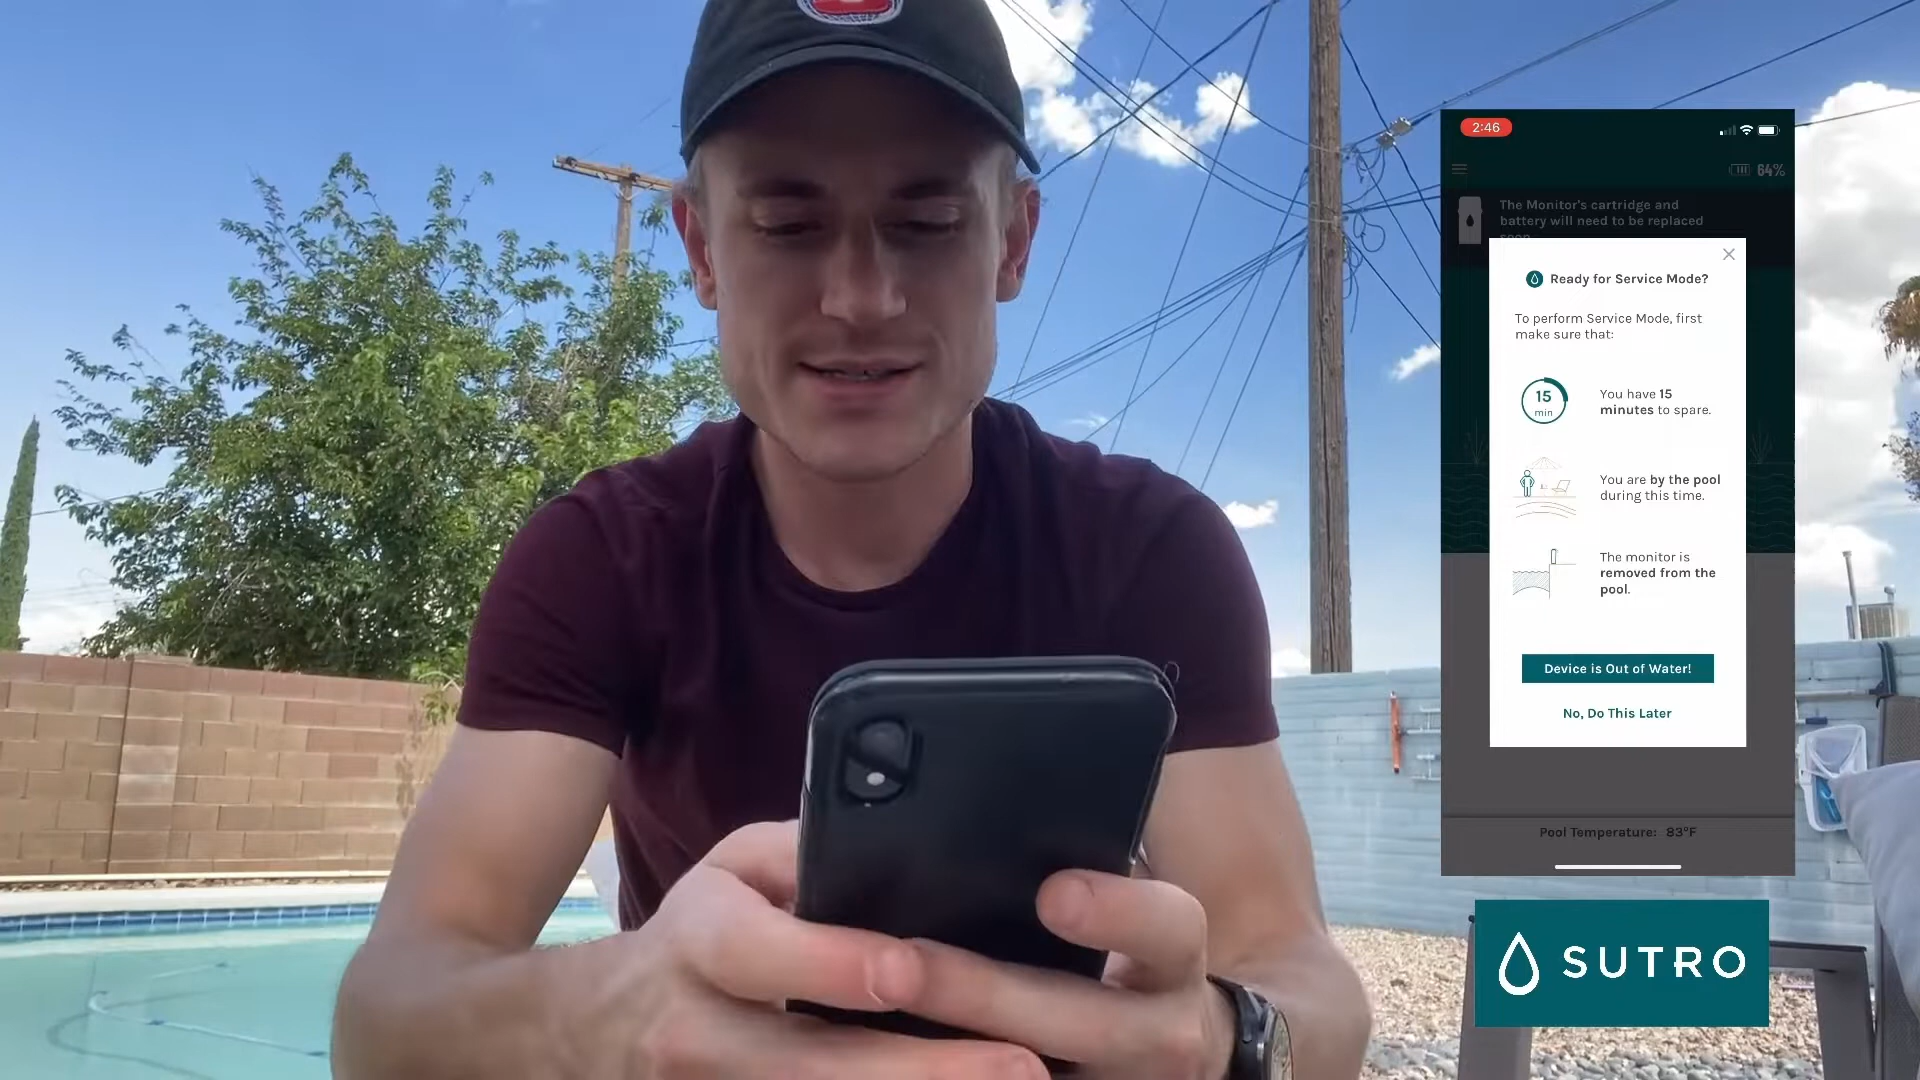 2:46
64%
The Monitor's cartridge and
battery will need to be replaced
soon
Ready for Service Mode?
To perform Service Mode, first
make sure that:
15
min
You have 15
minutes to spare.
You are by the pool
during this time.
The monitor is
removed from the
pool.
Device is Out of Water!
No, Do This Later
Pool Temperature: 83°F
SUTRO